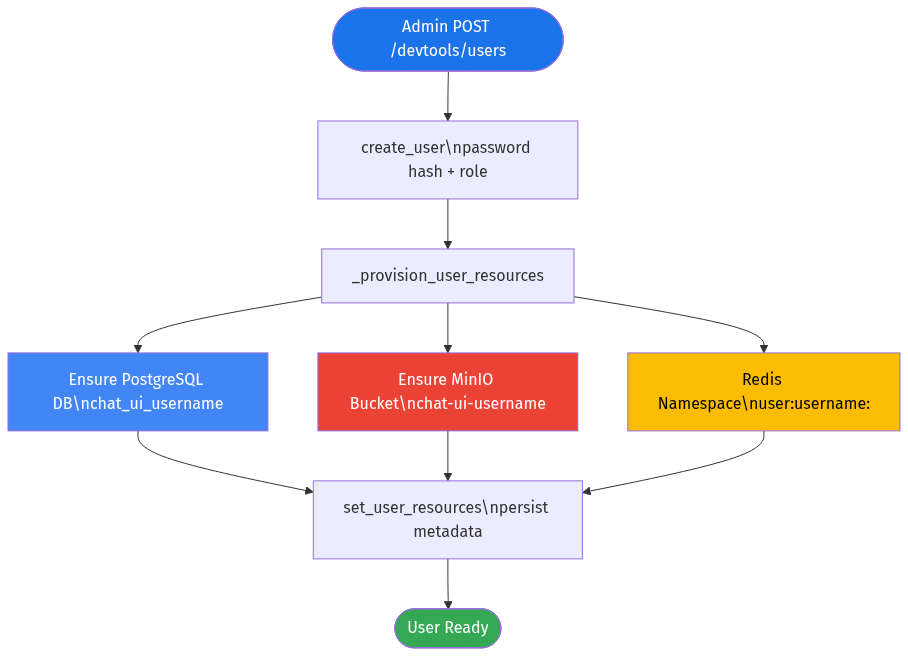 Admin POST
/devtools/users
create_user\npassword
hash + role
_provision_user_resources
Ensure PostgreSQL
DB\nchat_ui_username
Ensure MinIO
Bucket\nchat-ui-username
Redis
Namespace\nuser:username:
set_user_resources\npersist
metadata
User Ready